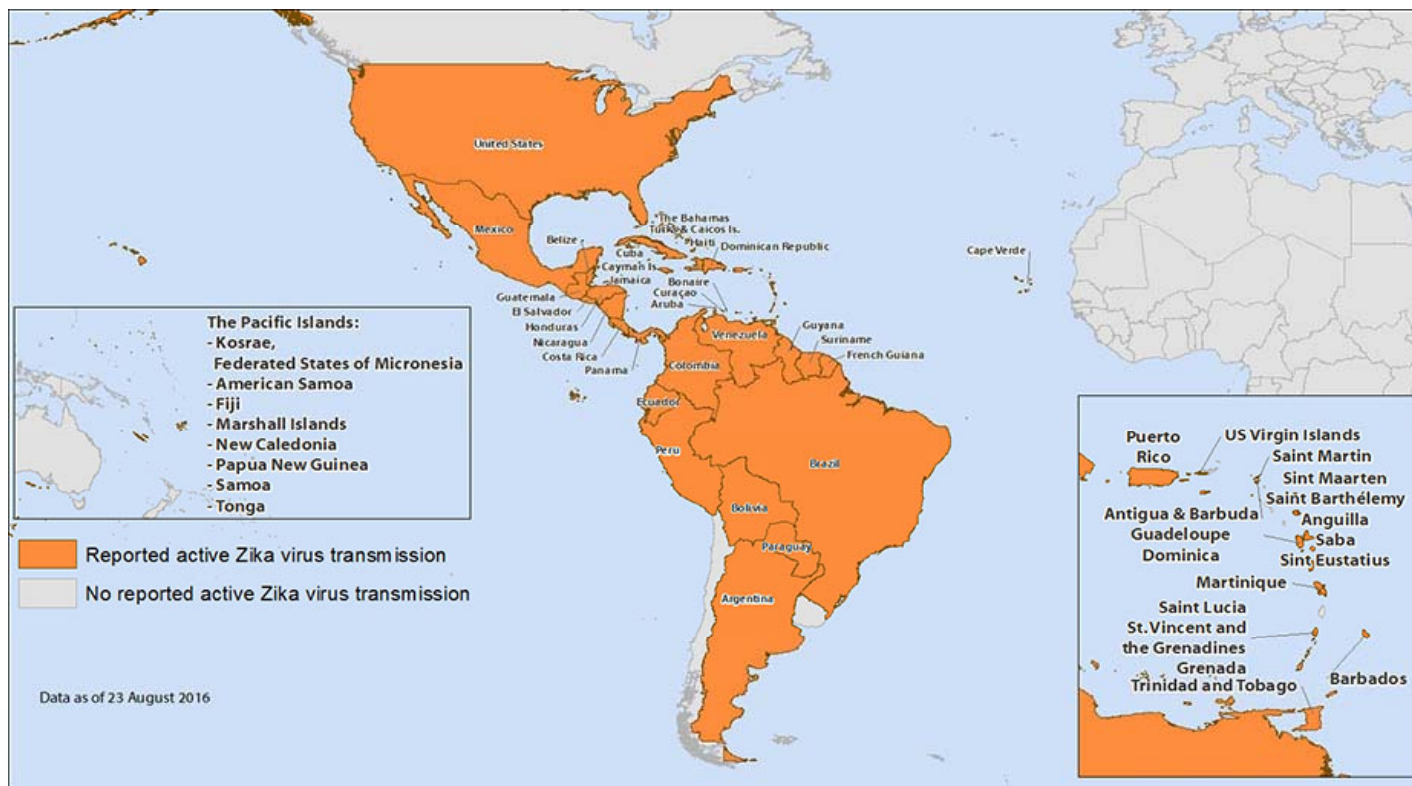 United States
Mexico
The Bahamas
Turks & Caicos Is.
Haiti
Dominican Republic
Belize
Cuba
Cayman Is.
Jamaica
Bonaire
Curaçao
Aruba
Guatemala
El Salvador
Honduras
Nicaragua
Costa Rica
Panama
Cape Verde
Venezuela
Guyana
Suriname
French Guiana
Colombia
Ecuador
Peru
Brazil
Bolivia
Paraguay
Argentina
The Pacific Islands:
- Kosrae,
Federated States of Micronesia
- American Samoa
- Fiji
- Marshall Islands
- New Caledonia
- Papua New Guinea
- Samoa
- Tonga
Reported active Zika virus transmission
No reported active Zika virus transmission
Data as of 23 August 2016
Puerto
Rico
US Virgin Islands
Saint Martin
Sint Maarten
Saint Barthélemy
Antigua & Barbuda
Anguilla
Guadeloupe
Saba
Dominica
Sint Eustatius
Martinique
Saint Lucia
St. Vincent and
the Grenadines
Grenada
Barbados
Trinidad and Tobago